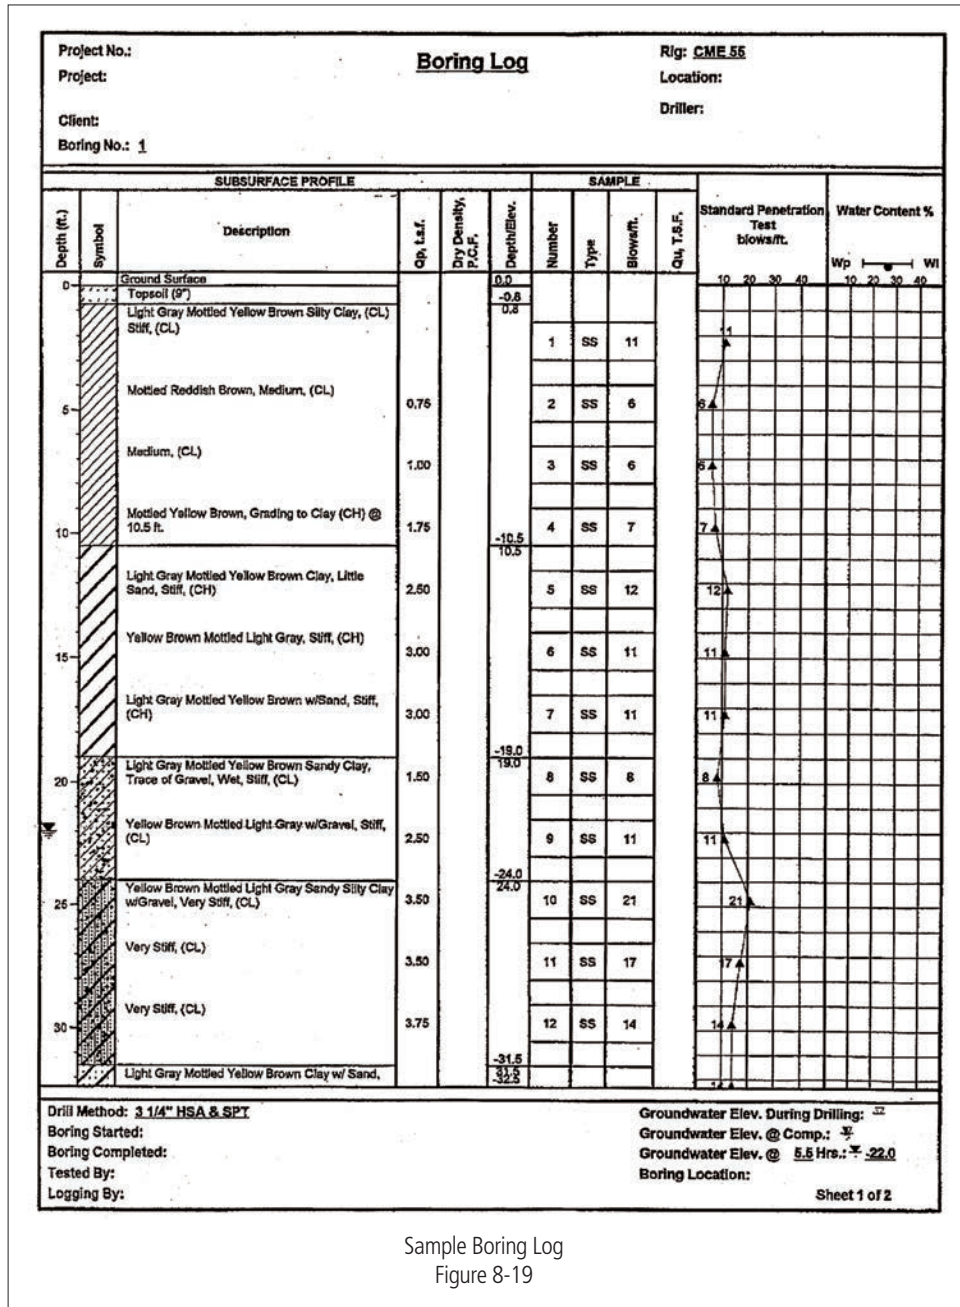 Project No.:
Boring Log
Rig: CME 55
Project:
Location:
Driller:
Client:
Boring No.: 1
SUBSURFACE PROFILE
SAMPLE
Depth (ft.)
Symbol
Description
Qp, t.s.f.
Dry Density, P.C.F.
Depth/Elev.
Number
Type
Blows/ft.
Qu, T.S.F.
Standard Penetration
Test
blows/ft.
Water Content %
Wp Wl
10 20 30 40 10 20 30 40
0 Ground Surface 0.0
Topsoil (9") -0.8
0.8
Light Gray Mottled Yellow Brown Silty Clay, (CL)
Stiff, (CL)
1 SS 11 11
Mottled Reddish Brown, Medium, (CL)
5 0.75 2 SS 6 6
Medium, (CL)
1.00 3 SS 6 6
Mottled Yellow Brown, Grading to Clay (CH) @
10.5 ft. 1.75 4 SS 7 7
10 -10.5
10.5
Light Gray Mottled Yellow Brown Clay, Little
Sand, Stiff, (CH) 2.50 5 SS 12 12
Yellow Brown Mottled Light Gray, Stiff, (CH)
15 3.00 6 SS 11 11
Light Gray Mottled Yellow Brown w/Sand, Stiff,
(CH) 3.00 7 SS 11 11
-19.0
19.0
Light Gray Mottled Yellow Brown Sandy Clay,
20 Trace of Gravel, Wet, Stiff, (CL) 1.50 8 SS 8 8
Yellow Brown Mottled Light Gray w/Gravel, Stiff,
(CL) 2.50 9 SS 11 11
-24.0
24.0
Yellow Brown Mottled Light Gray Sandy Silty Clay
25 w/Gravel, Very Stiff, (CL) 3.50 10 SS 21 21
Very Stiff, (CL)
3.50 11 SS 17 17
Very Stiff, (CL)
30 3.75 12 SS 14 14
-31.5
31.5
Light Gray Mottled Yellow Brown Clay w/ Sand, -32.5
14
Drill Method: 3 1/4" HSA & SPT
Groundwater Elev. During Drilling:
Boring Started:
Groundwater Elev. @ Comp.:
Boring Completed:
Groundwater Elev. @ 5.5 Hrs.: -22.0
Tested By:
Boring Location:
Logging By:
Sheet 1 of 2
Sample Boring Log
Figure 8-19